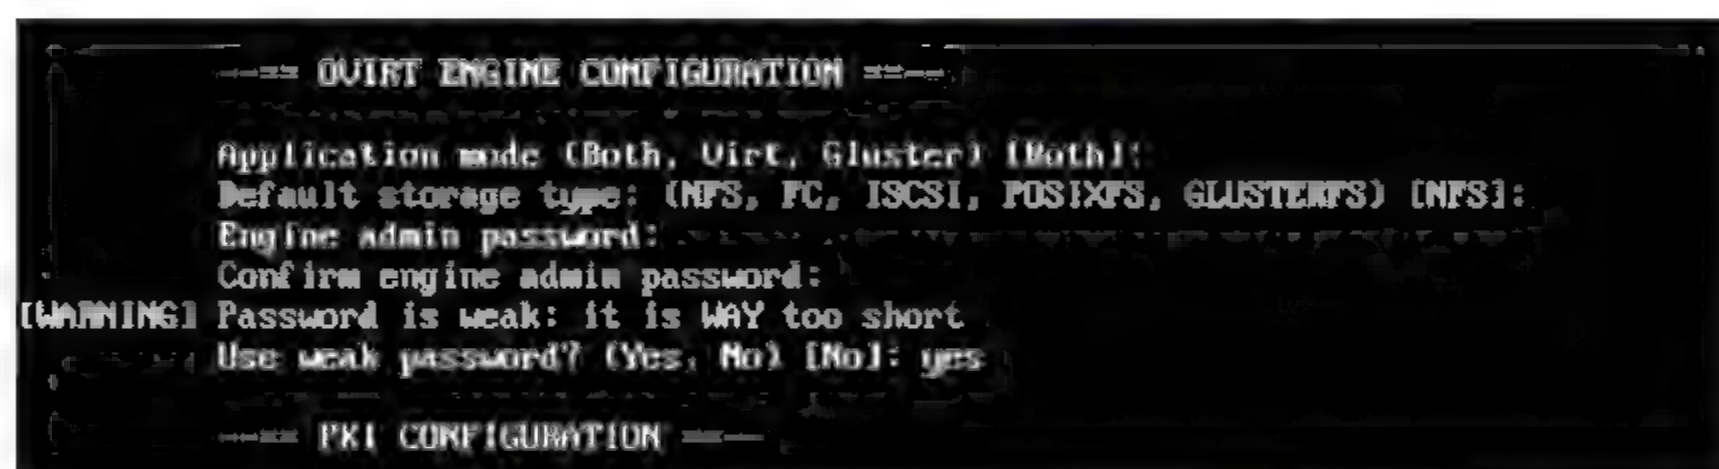 --== OVIRT ENGINE CONFIGURATION ==--
Application mode (Both, Virt, Gluster) [Both]:
Default storage type: (NFS, FC, ISCSI, POSIXFS, GLUSTERFS) [NFS]:
Engine admin password:
Confirm engine admin password:
[WARNING] Password is weak: it is WAY too short
Use weak password? (Yes, No) [No]: yes
--== PKI CONFIGURATION ==--